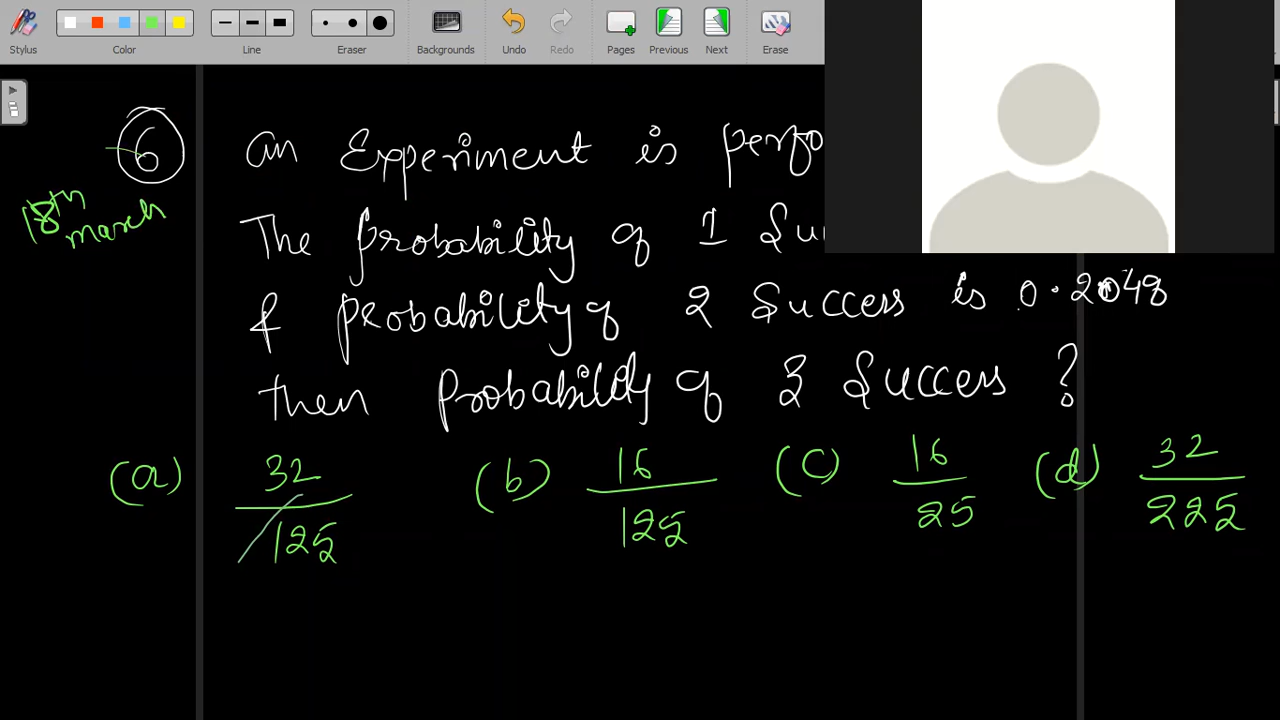 Stylus Color Line Eraser Backgrounds Undo Redo Pages Previous Next Erase
6 an Experiment is perfo
18th march
The probability of 1 Su
& probability of 2 Success is 0.2048
then probability of 3 Success ?
(a) 32/125 (b) 16/125 (c) 16/25 (d) 32/225